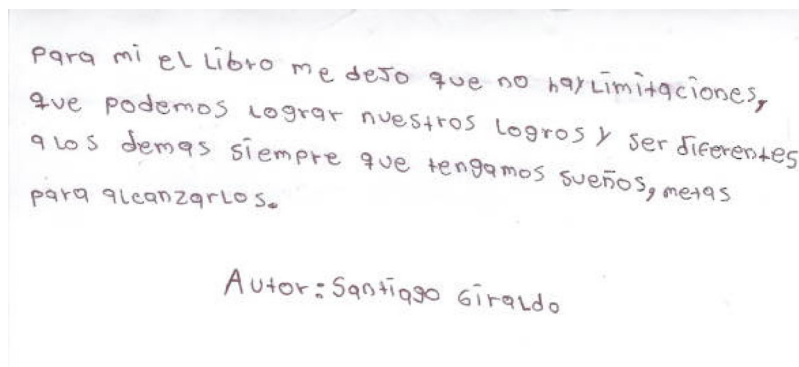 Para mi el Libro me dejo que no hay Limitaciones,
que podemos Lograr nuestros Logros y ser diferentes
a los demas siempre que tengamos sueños, metas
para alcanzarlos.
Autor: Santiago Giraldo